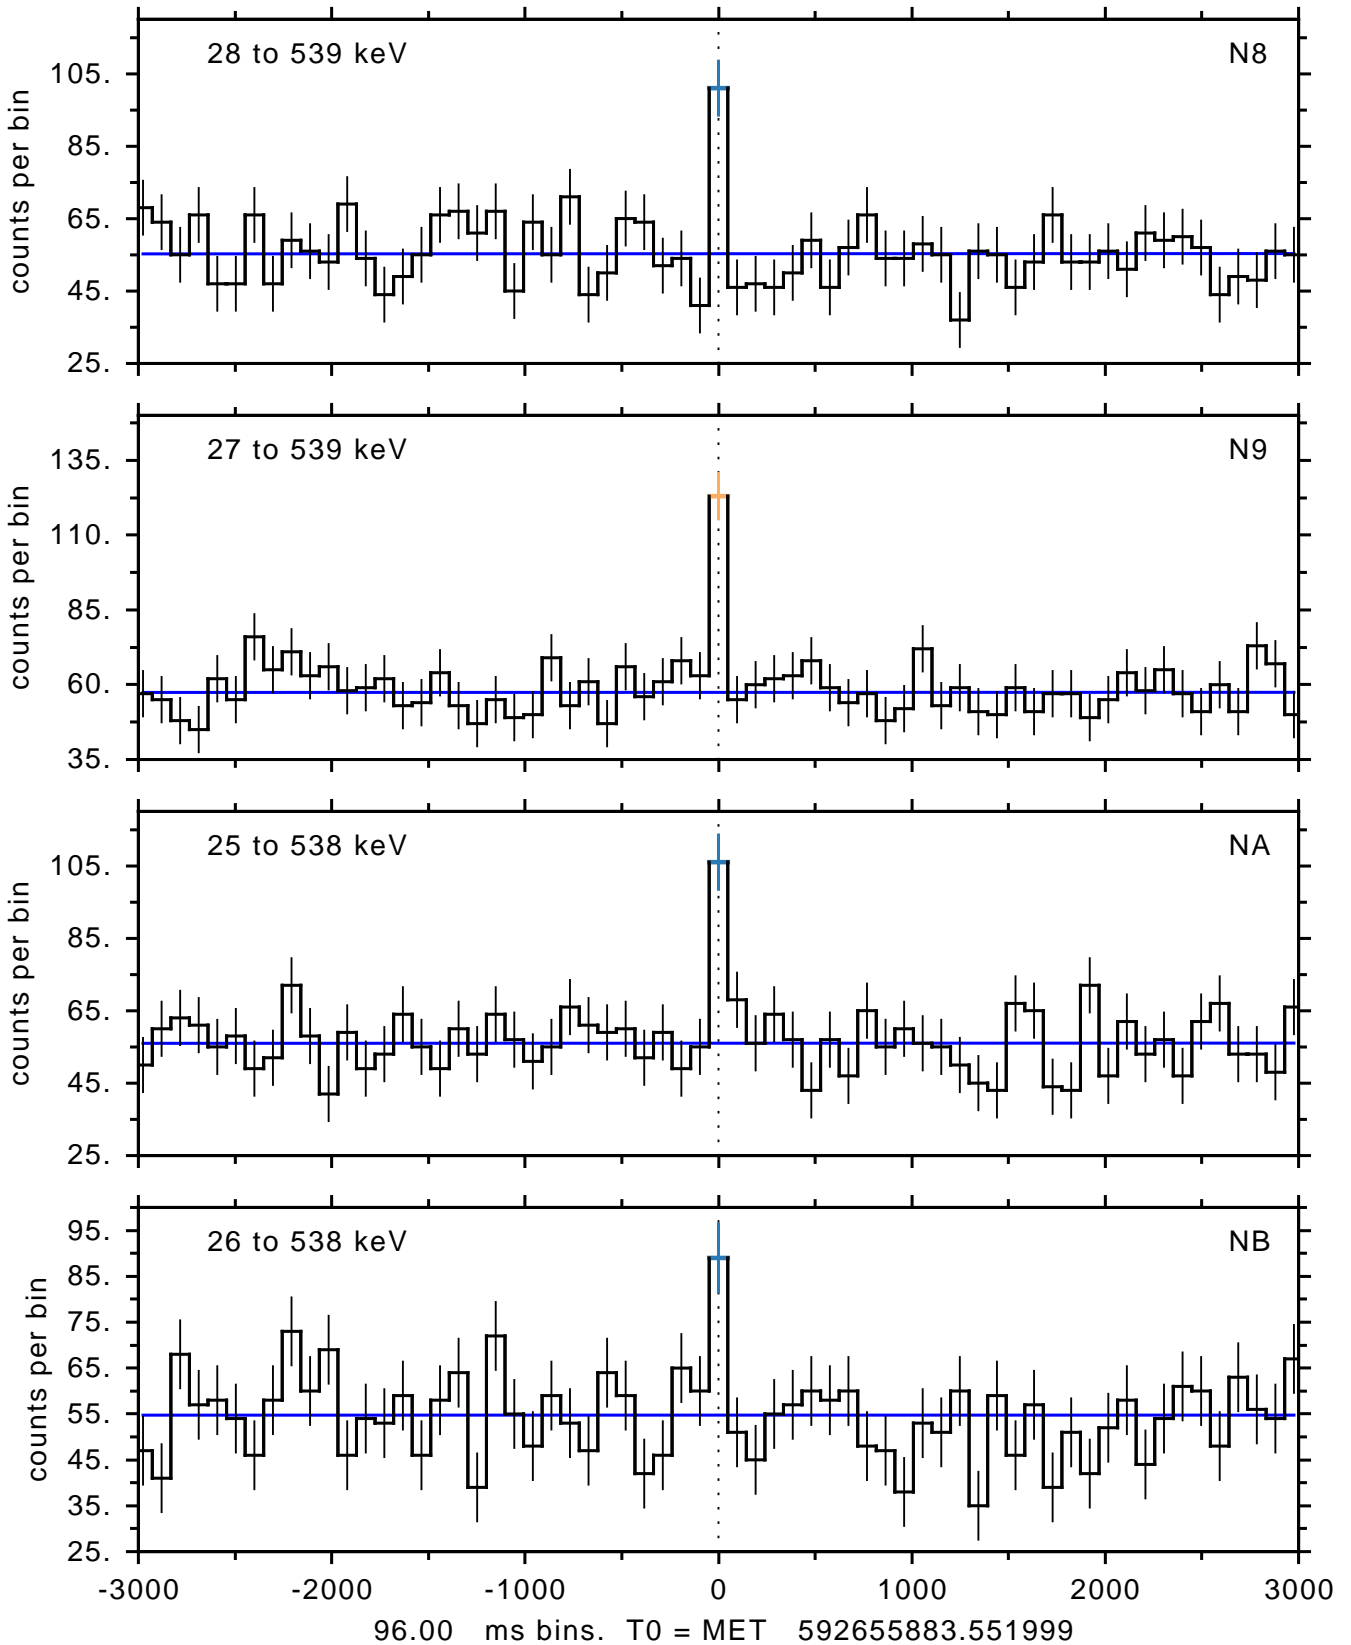 28 to 539 keV N8
105.
85.
65.
45.
25.
counts per bin
27 to 539 keV N9
135.
110.
85.
60.
35.
counts per bin
25 to 538 keV NA
105.
85.
65.
45.
25.
counts per bin
26 to 538 keV NB
95.
85.
75.
65.
55.
45.
35.
25.
counts per bin
-3000 -2000 -1000 0 1000 2000 3000
96.00 ms bins. T0 = MET 592655883.551999